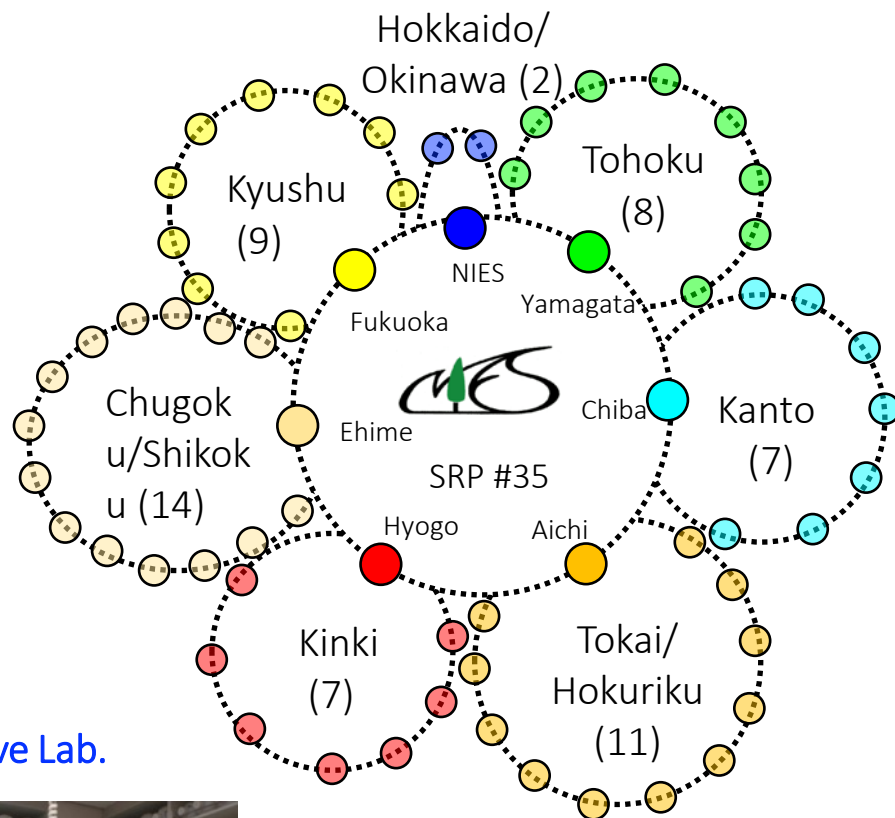 Hokkaido/
Okinawa (2)
Tohoku
(8)
Kyushu
(9)
NIES
Yamagata
Fukuoka
NIES
Chiba
Kanto
(7)
Chugok
u/Shikok
u (14)
Ehime
SRP #35
Hyogo
Aichi
Kinki
(7)
Tokai/
Hokuriku
(11)
ve Lab.